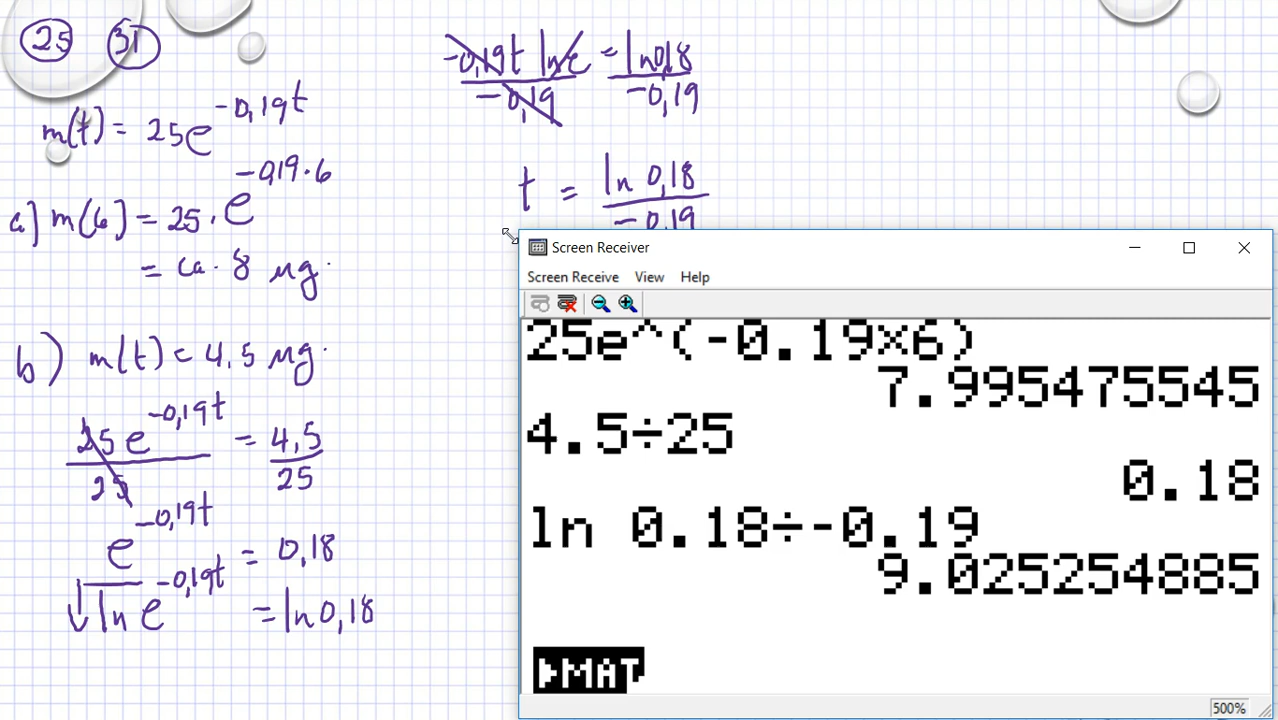 25 31
m(t) = 25e^-0,19t
a] m(6) = 25 · e^-0,19·6
= ca. 8 µg.
b) m(t) = 4,5 µg.
25e^-0,19t / 25 = 4,5 / 25
e^-0,19t = 0,18
ln e^-0,19t = ln 0,18
-0,19t ln e / -0,19 = ln 0,18 / -0,19
t = ln 0,18 / -0,19
Screen Receiver
Screen Receive View Help
25e^(-0.19×6)
7.995475545
4.5÷25
0.18
ln 0.18÷-0.19
9.025254885
▶MAT
500%